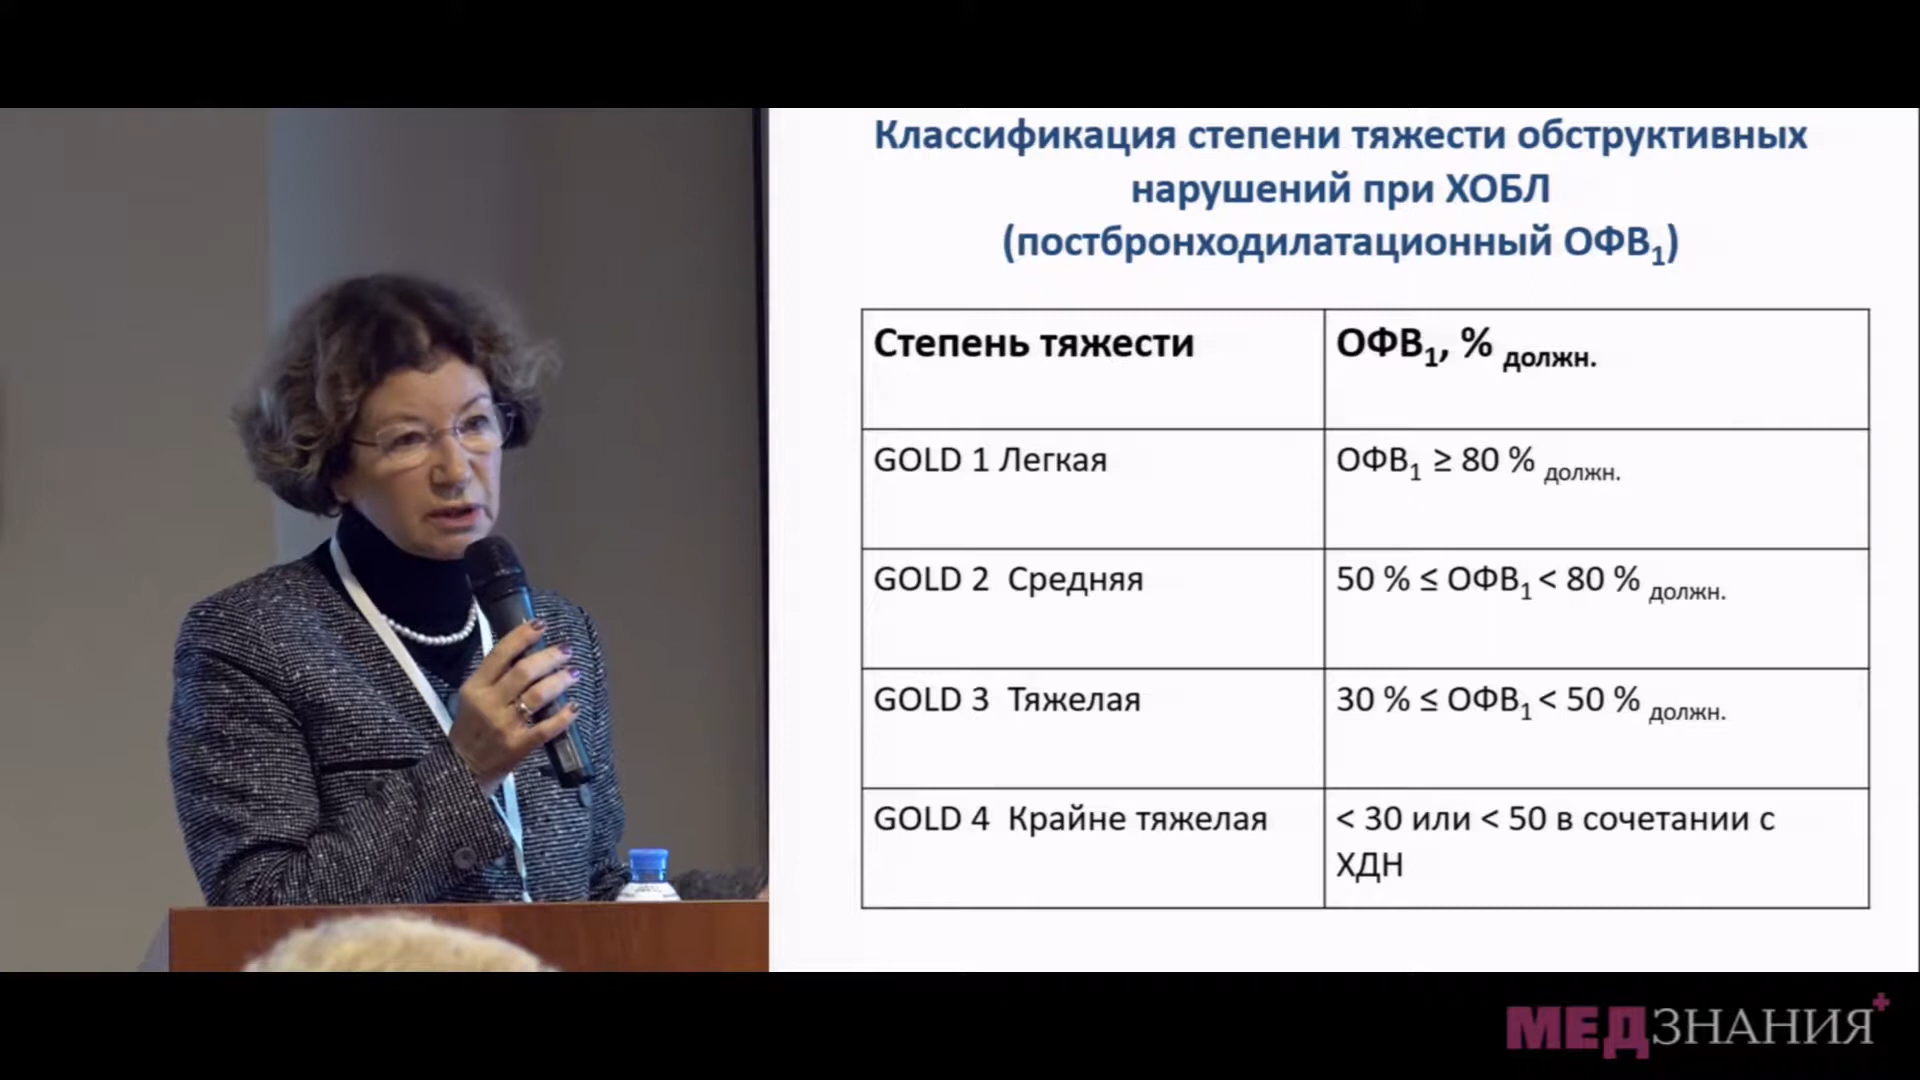 Классификация степени тяжести обструктивных
нарушений при ХОБЛ
(постбронходилатационный ОФВ₁)
Степень тяжести
ОФВ₁, % должн.
GOLD 1 Легкая
ОФВ₁ ≥ 80 % должн.
GOLD 2 Средняя
50 % ≤ ОФВ₁ < 80 % должн.
GOLD 3 Тяжелая
30 % ≤ ОФВ₁ < 50 % должн.
GOLD 4 Крайне тяжелая
< 30 или < 50 в сочетании с
ХДН
МЕДЗНАНИЯ+